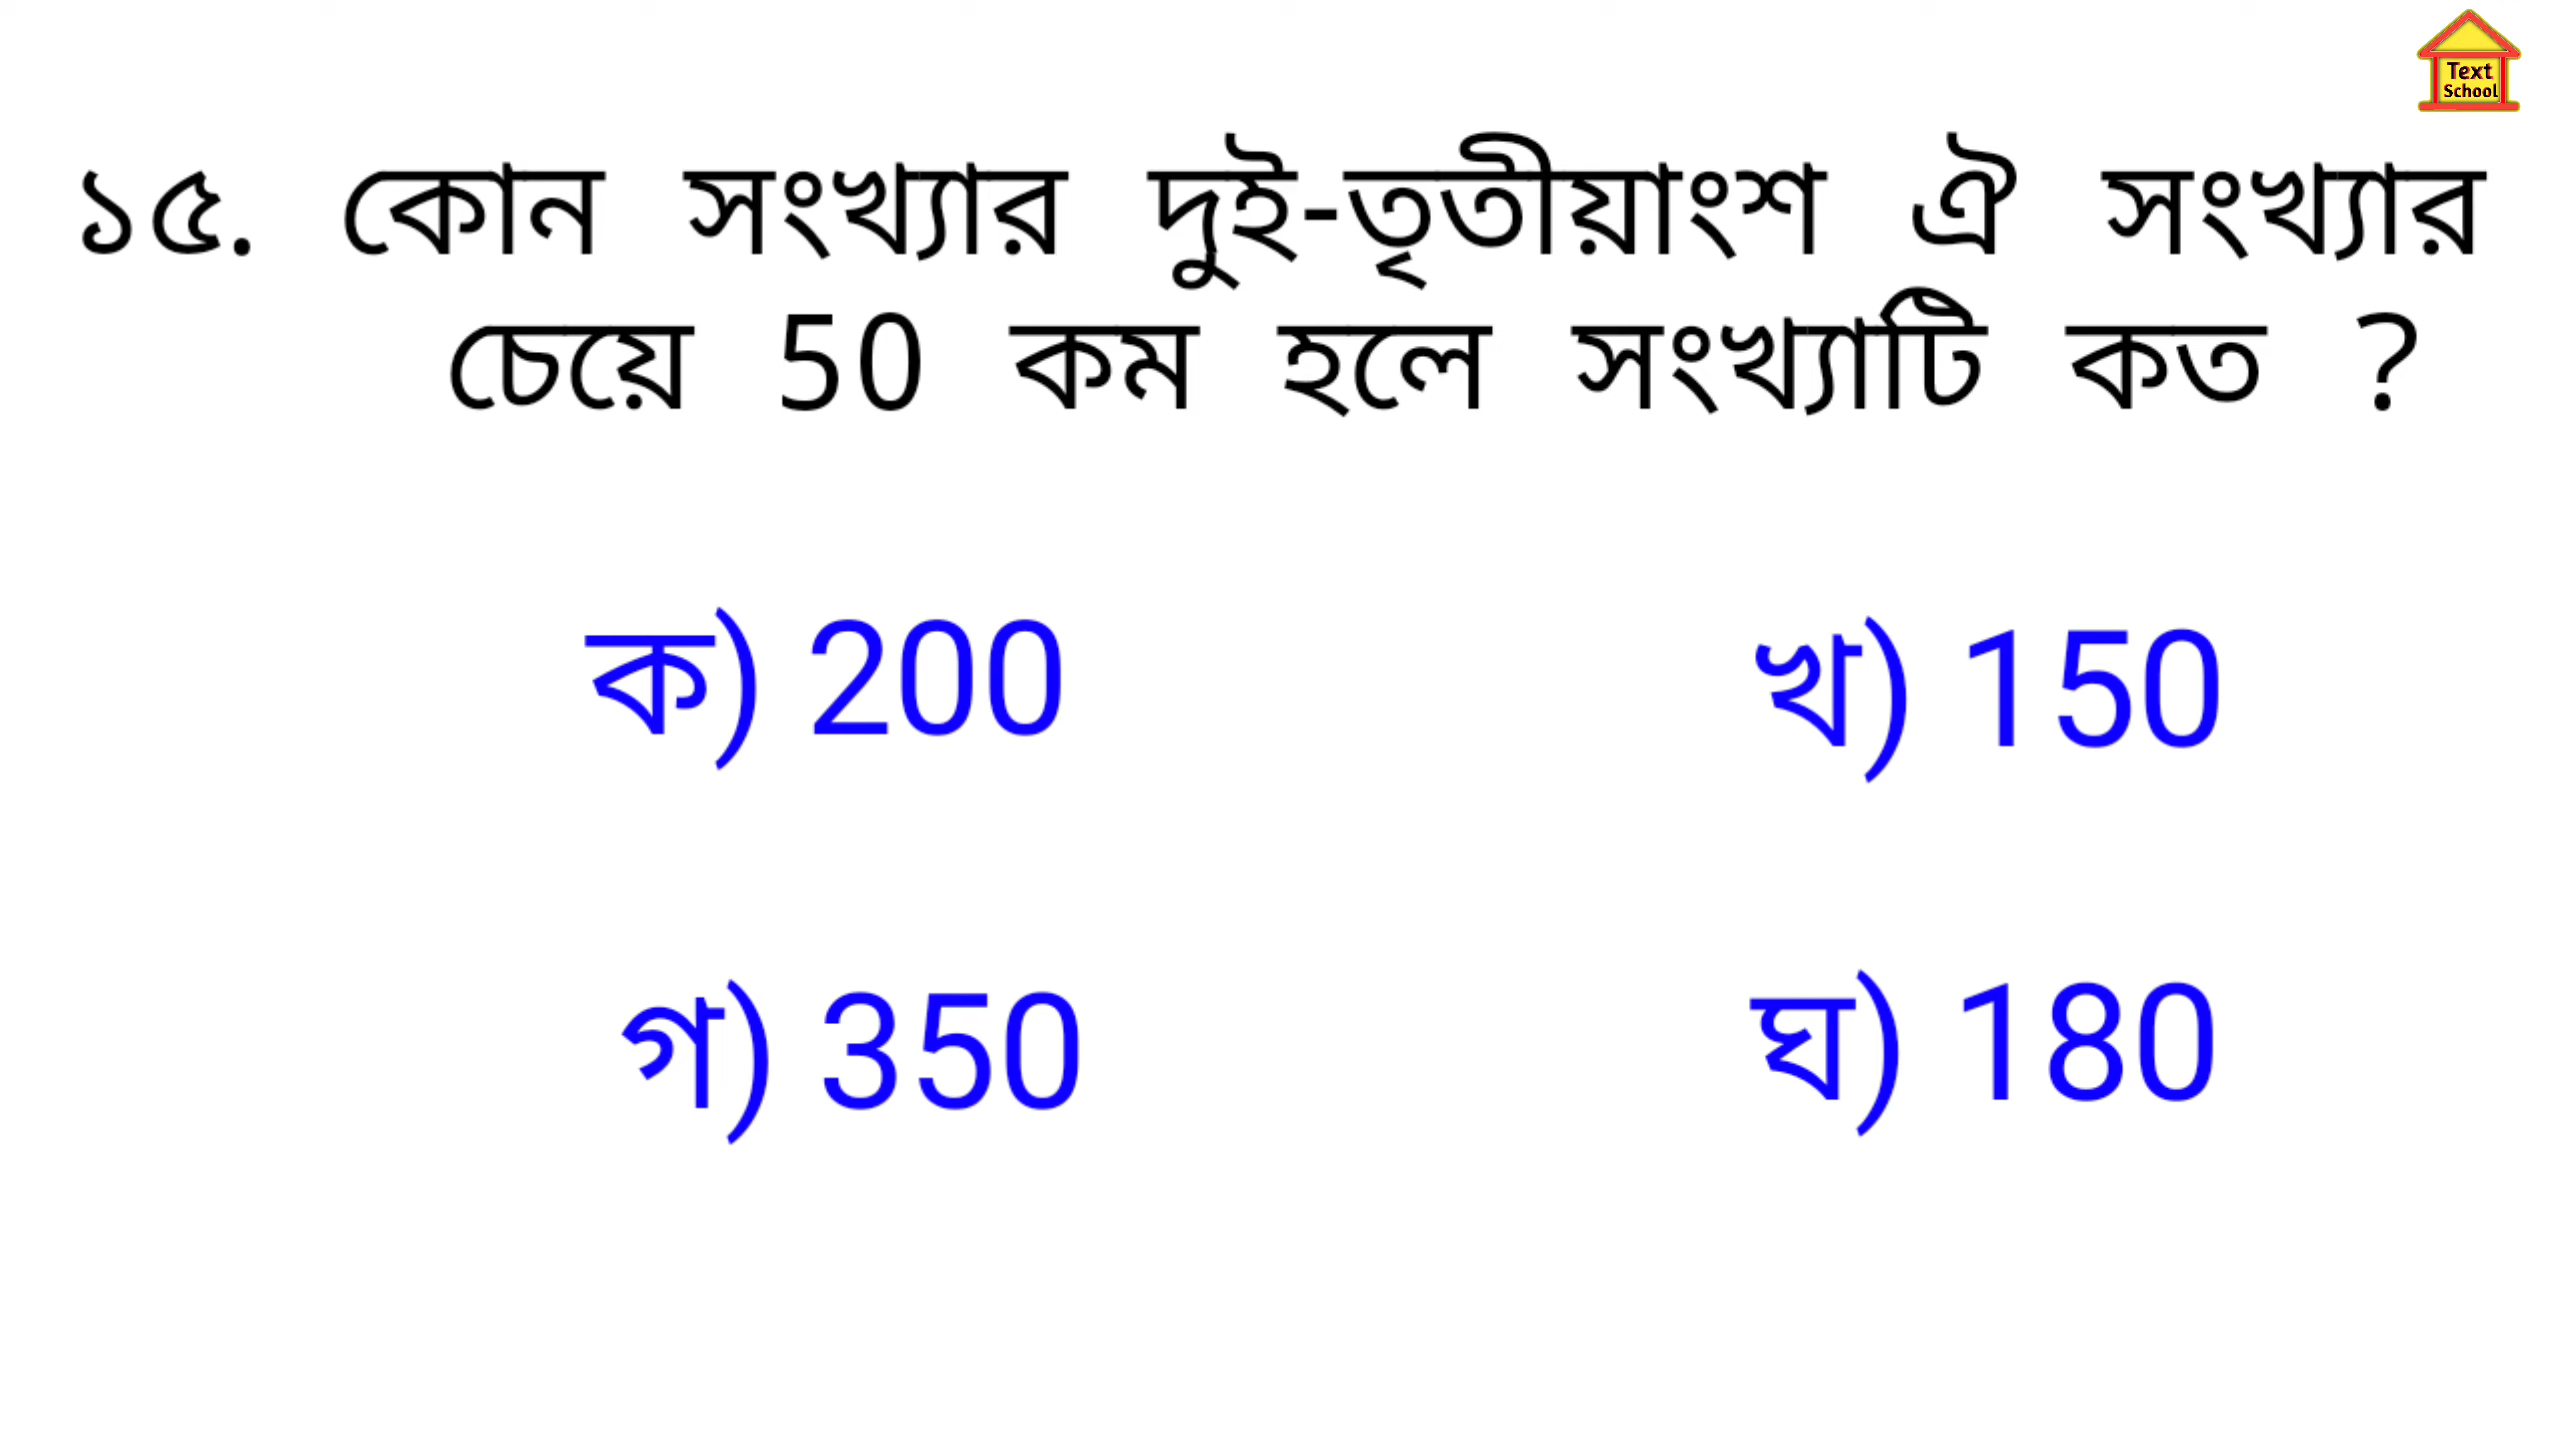 Text
School
১৫. কোন সংখ্যার দুই-তৃতীয়াংশ ঐ সংখ্যার
চেয়ে 50 কম হলে সংখ্যাটি কত ?
ক) 200
খ) 150
গ) 350
ঘ) 180